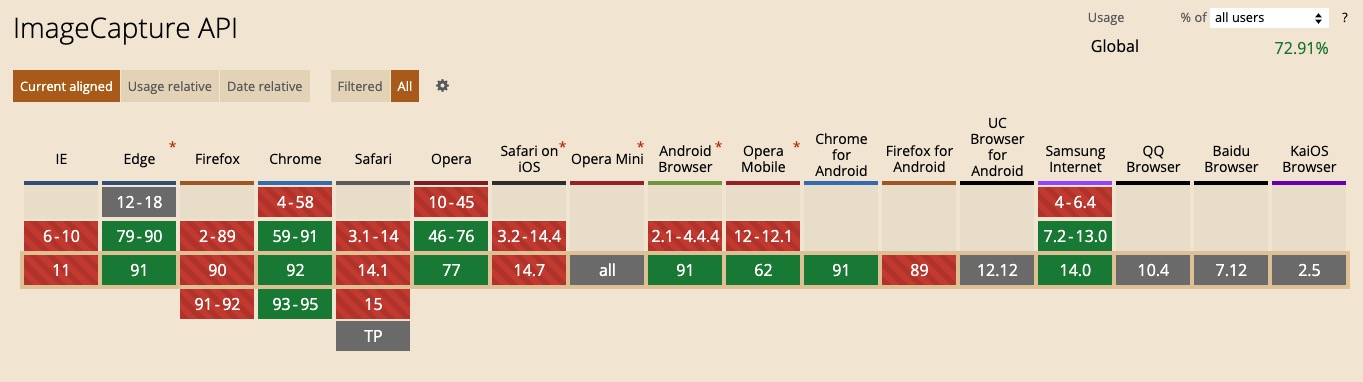 ImageCapture API
Usage % of all users ?
Global 72.91%
Current aligned Usage relative Date relative Filtered All
IE
Edge *
Firefox
Chrome
Safari
Opera
Safari on *
iOS
Opera Mini *
Android *
Browser
Opera *
Mobile
Chrome
for
Android
Firefox for
Android
UC
Browser
for
Android
Samsung
Internet
QQ
Browser
Baidu
Browser
KaiOS
Browser
12-18 4-58 10-45 4-6.4
6-10 79-90 2-89 59-91 3.1-14 46-76 3.2-14.4 2.1-4.4.4 12-12.1 7.2-13.0
11 91 90 92 14.1 77 14.7 all 91 62 91 89 12.12 14.0 10.4 7.12 2.5
91-92 93-95 15
TP